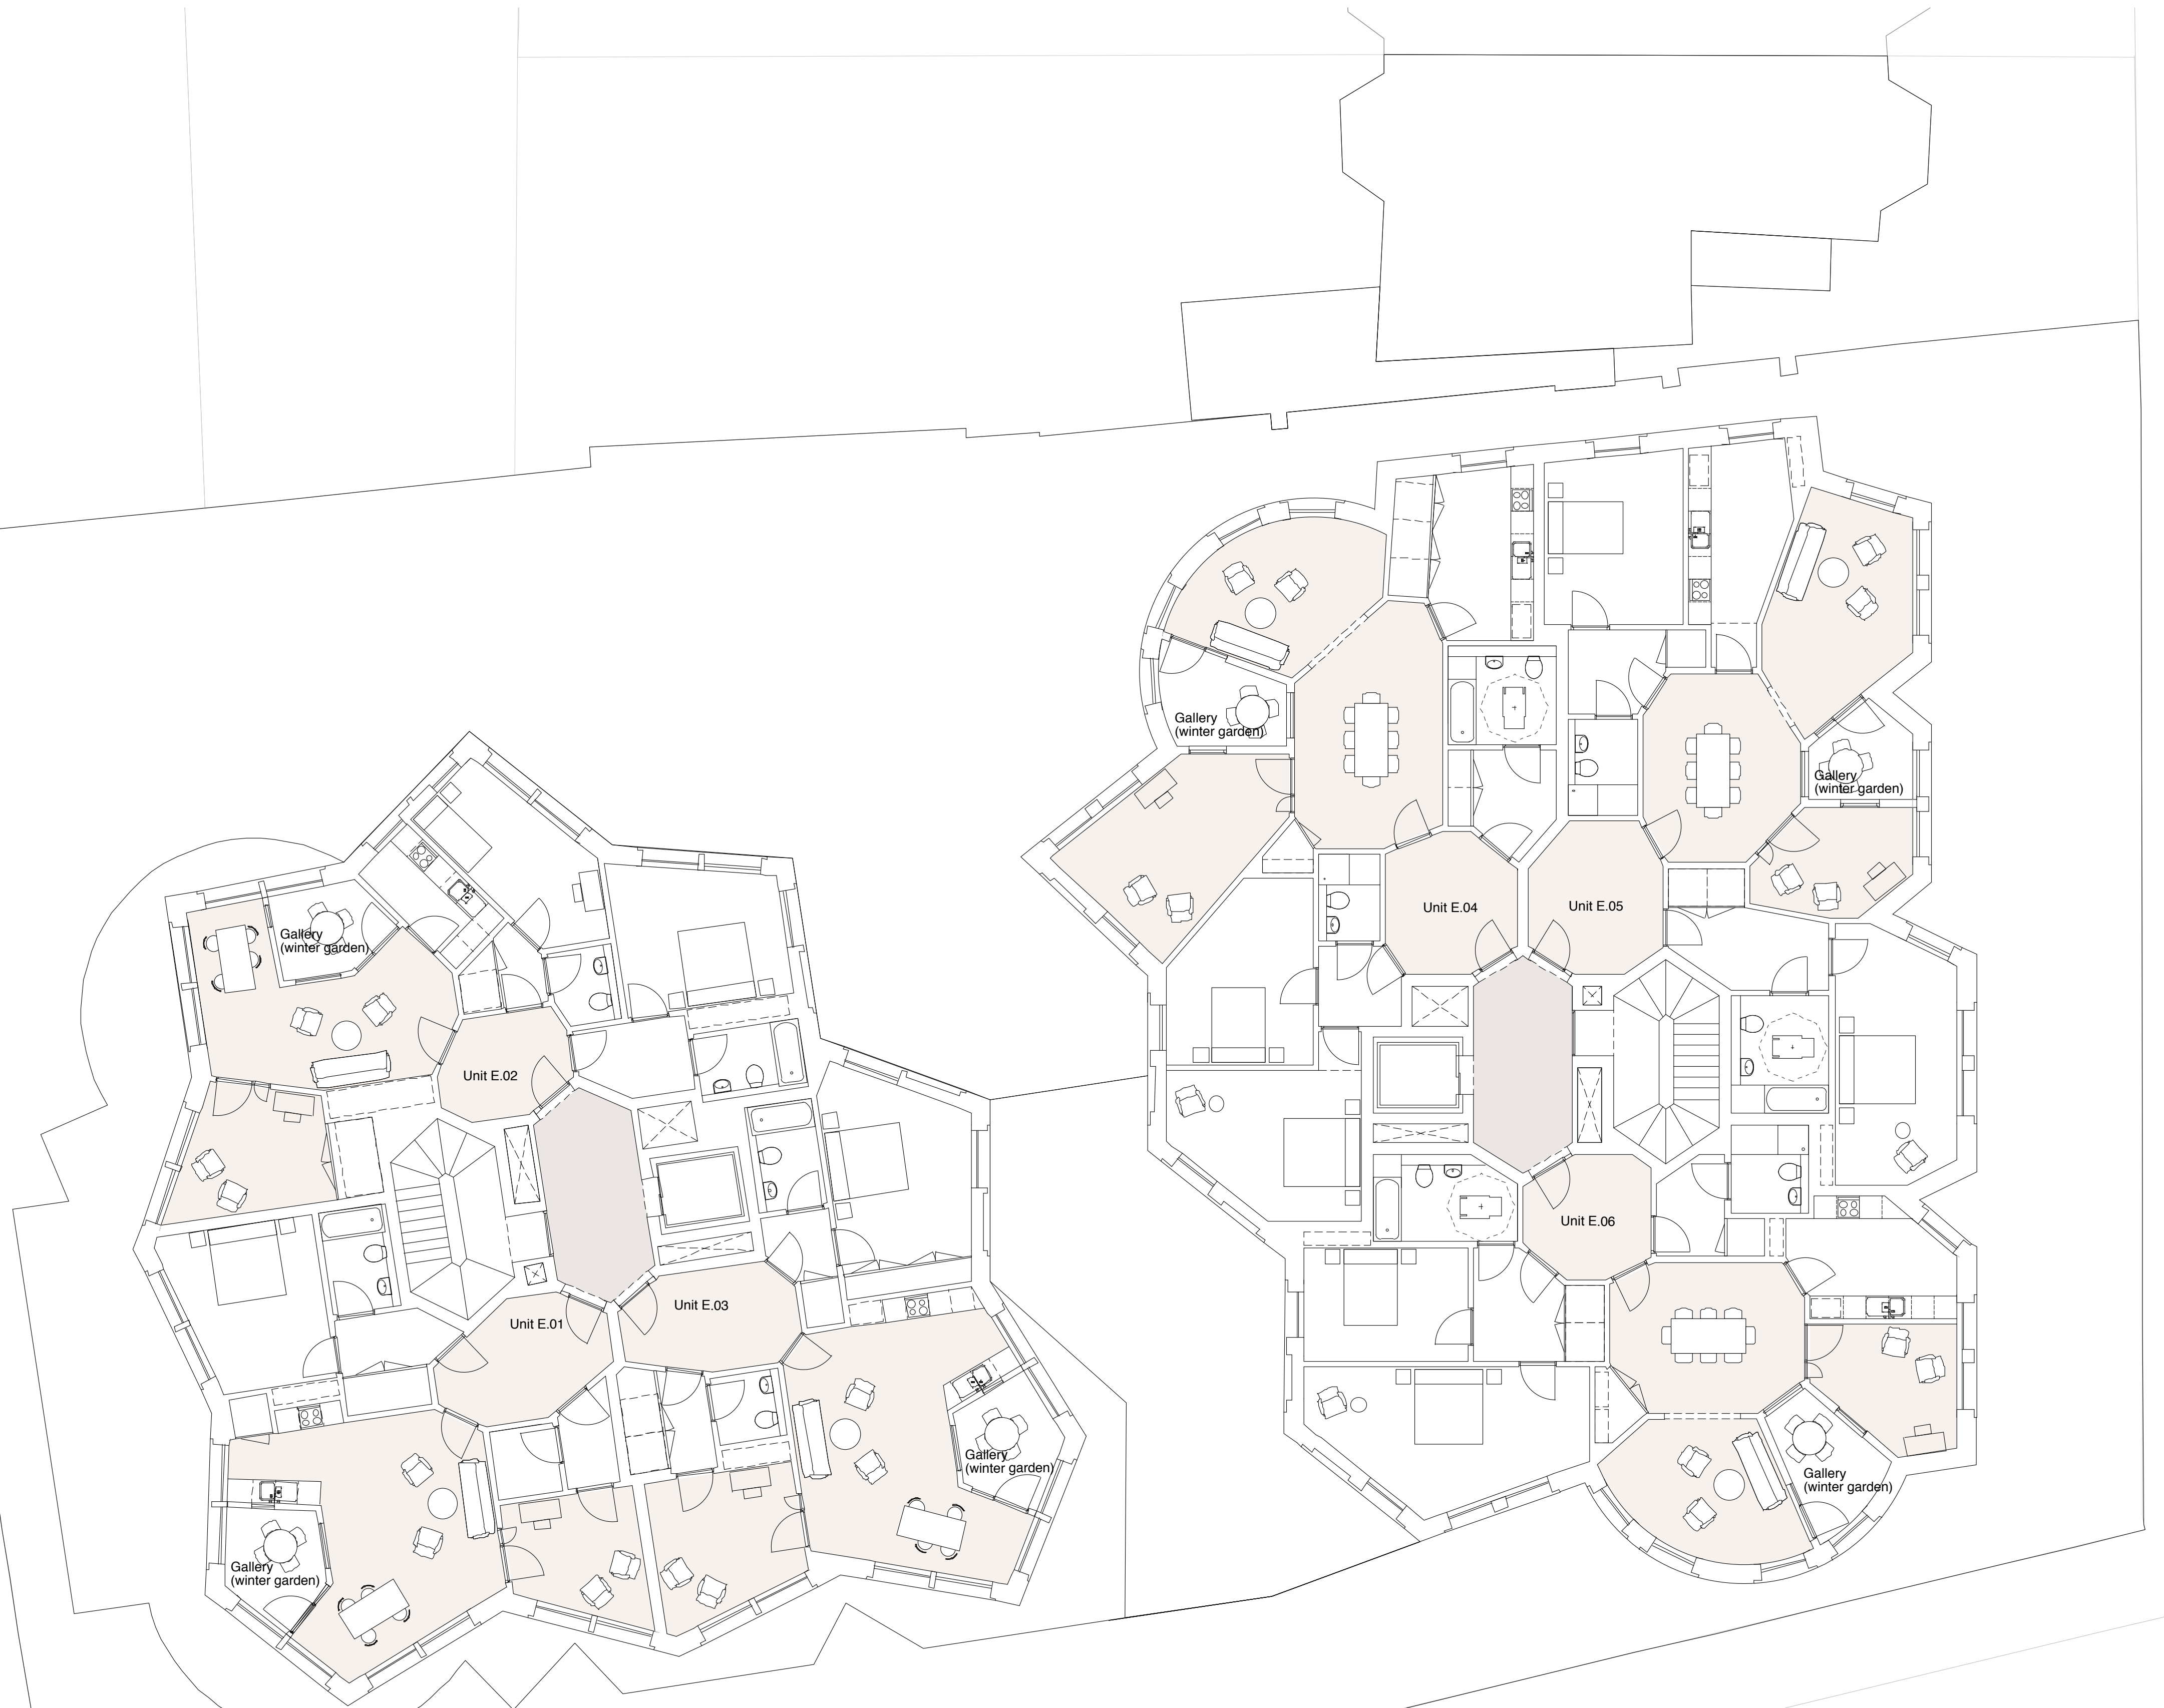 Gallery
(winter garden)
Gallery
(winter garden)
Unit E.04
Unit E.05
Gallery
(winter garden)
Unit E.02
Unit E.06
Unit E.03
Unit E.01
Gallery
(winter garden)
Gallery
(winter garden)
Gallery
(winter garden)